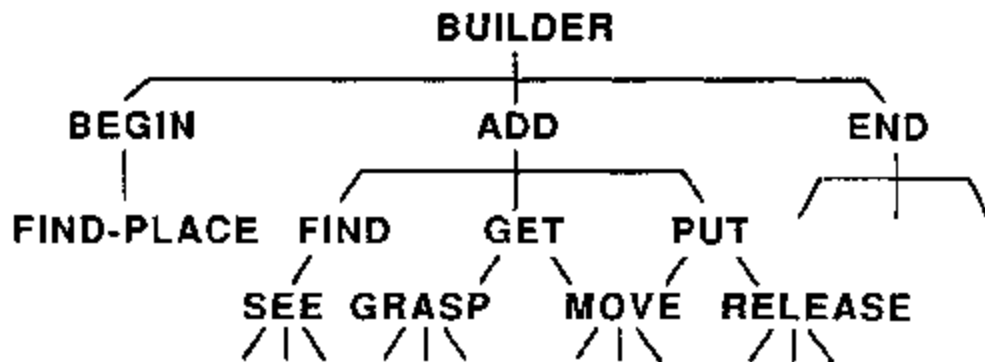 BUILDER
BEGIN ADD END
FIND-PLACE FIND GET PUT
SEE GRASP MOVE RELEASE